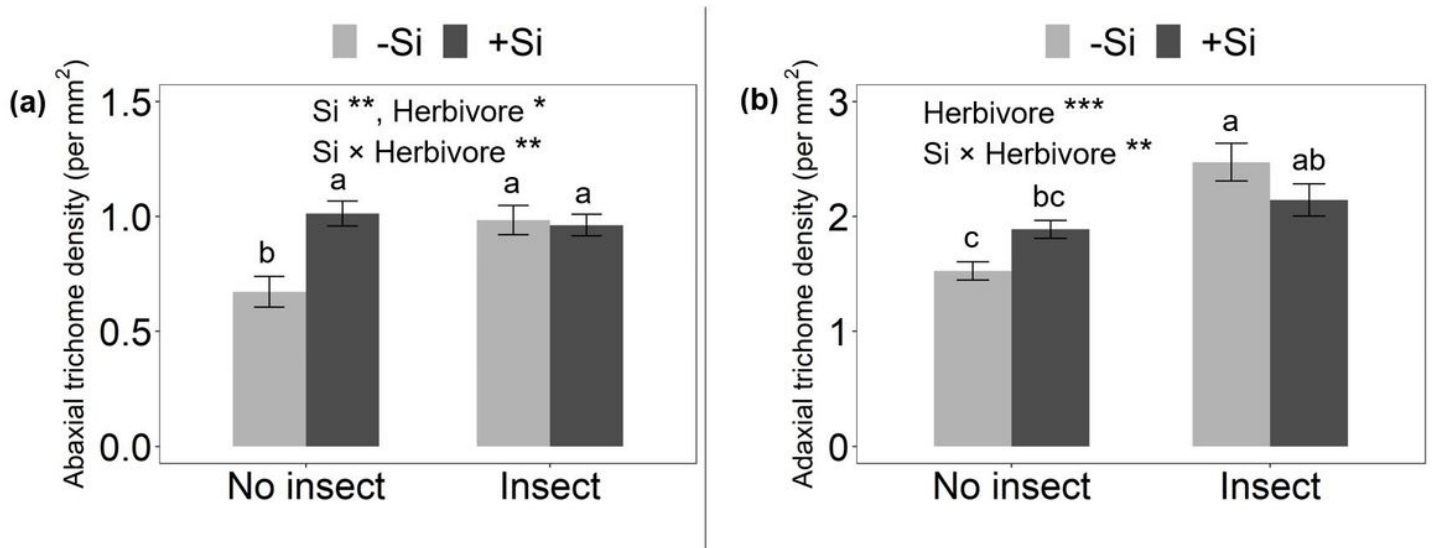 -Si +Si
(a)
Abaxial trichome density (per mm²)
1.5
1.0
0.5
0.0
Si **, Herbivore *
Si × Herbivore **
b
a
a
a
No insect Insect
-Si +Si
(b)
Adaxial trichome density (per mm²)
3
2
1
0
Herbivore ***
Si × Herbivore **
c
bc
a
ab
No insect Insect